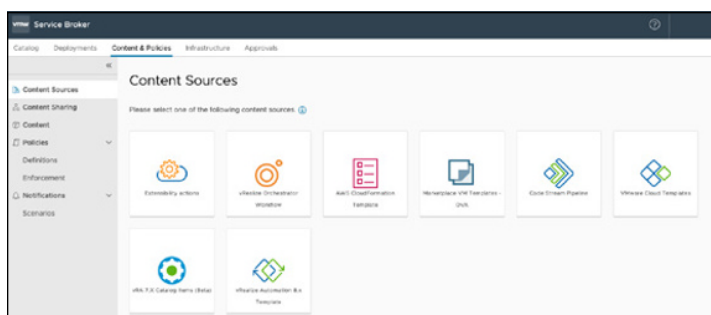 vmw Service Broker
Catalog Deployments Content & Policies Infrastructure Approvals
Content Sources
Content Sharing
Content
Policies
Definitions
Enforcement
Notifications
Scenarios
Content Sources
Please select one of the following content sources.
Extensibility actions
vRealize Orchestrator
Workflow
AWS CloudFormation
Template
Marketplace VM Templates -
OVA
Code Stream Pipeline
VMware Cloud Templates
vRA 7.X Catalog Items (Beta)
vRealize Automation 8.x
Template